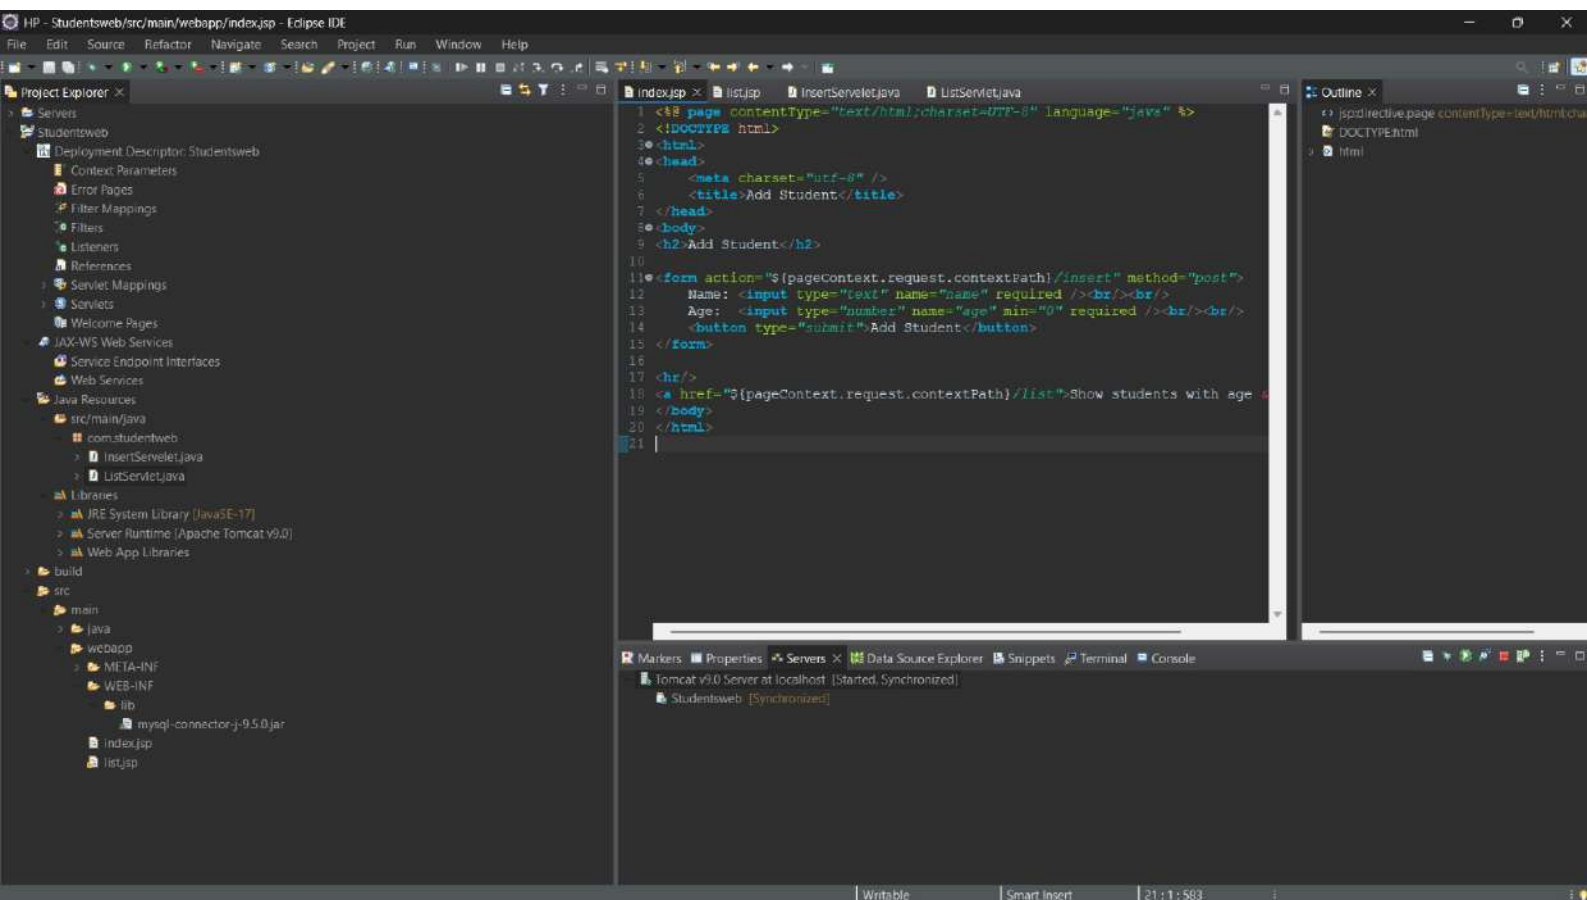 HP - Studentsweb/src/main/webapp/index.jsp - Eclipse IDE
File Edit Source Refactor Navigate Search Project Run Window Help
Project Explorer
Servers
Studentsweb
Deployment Descriptor: Studentsweb
Context Parameters
Error Pages
Filter Mappings
Filters
Listeners
References
Servlet Mappings
Servlets
Welcome Pages
JAX-WS Web Services
Service Endpoint Interfaces
Web Services
Java Resources
src/main/java
com.studentweb
InsertServelet.java
ListServlet.java
Libraries
JRE System Library [JavaSE-17]
Server Runtime [Apache Tomcat v9.0]
Web App Libraries
build
src
main
java
webapp
META-INF
WEB-INF
lib
mysql-connector-j-9.5.0.jar
index.jsp
list.jsp
index.jsp list.jsp InsertServelet.java ListServlet.java
1 <%@ page contentType="text/html;charset=UTF-8" language="java" %>
2 <!DOCTYPE html>
3 <html>
4 <head>
5 <meta charset="utf-8" />
6 <title>Add Student</title>
7 </head>
8 <body>
9 <h2>Add Student</h2>
10
11 <form action="${pageContext.request.contextPath}/insert" method="post">
12 Name: <input type="text" name="name" required /><br/><br/>
13 Age: <input type="number" name="age" min="0" required /><br/><br/>
14 <button type="submit">Add Student</button>
15 </form>
16
17 <hr/>
18 <a href="${pageContext.request.contextPath}/list">Show students with age
19 </body>
20 </html>
21
Outline
jsp:directive.page contentType=text/html;cha
DOCTYPE:html
html
Markers Properties Servers Data Source Explorer Snippets Terminal Console
Tomcat v9.0 Server at localhost [Started, Synchronized]
Studentsweb [Synchronized]
Writable Smart Insert 21 : 1 : 583